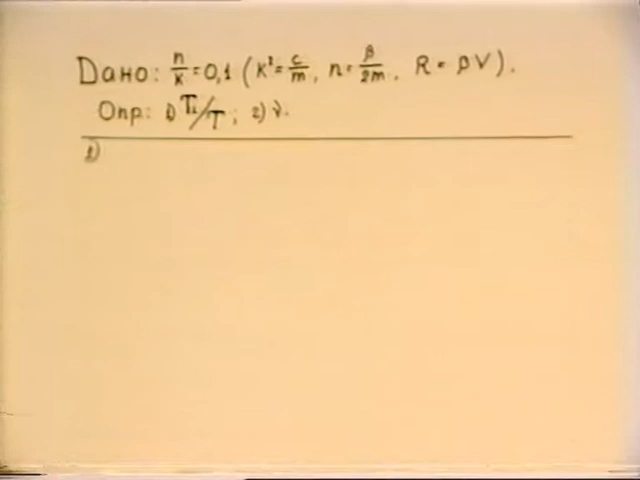 Дано: n/k = 0,1 (k² = c/m, n = β/2m, R = βV).
Опр: 1) T₁/T; 2) λ.
1)